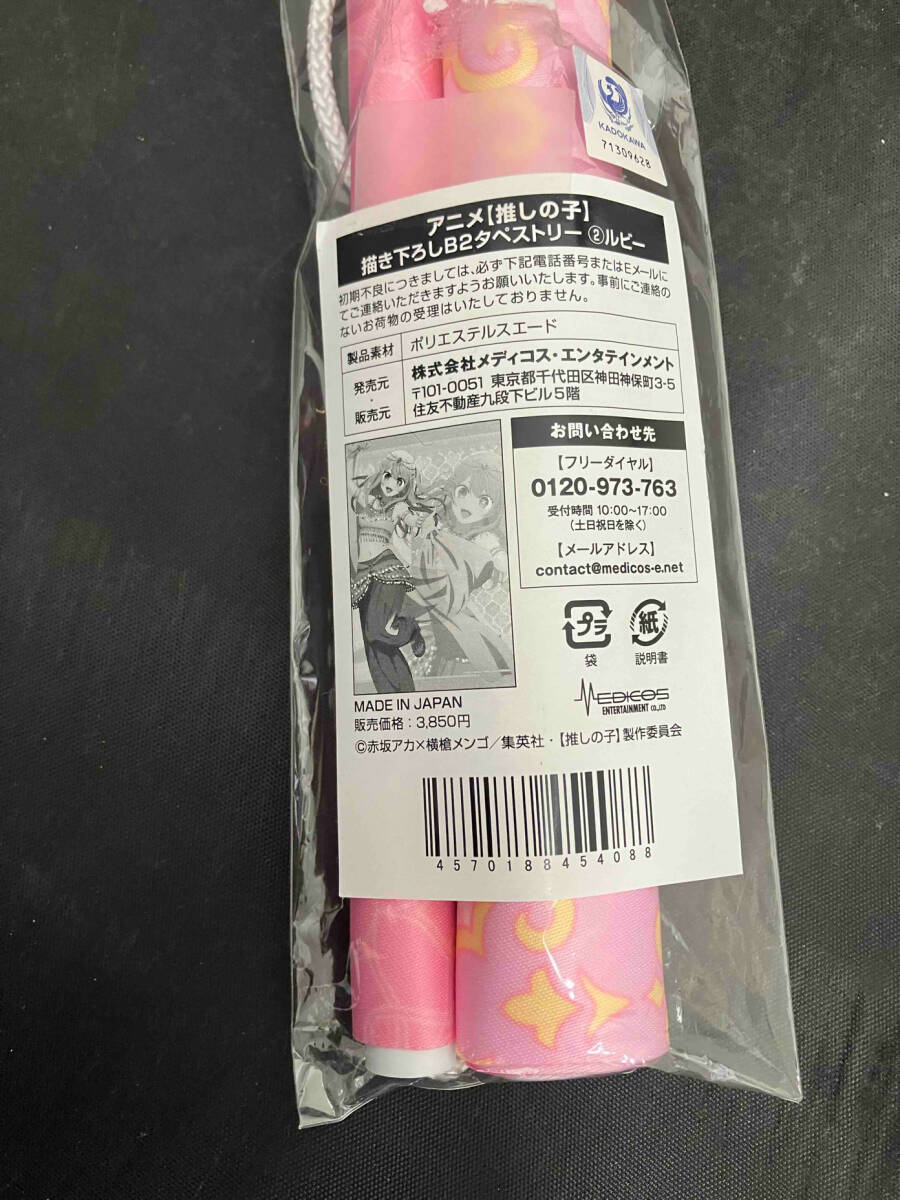 KADOKAWA
71309628
アニメ【推しの子】
描き下ろしB2タペストリー ②ルビー
初期不良につきましては、必ず下記電話番号またはEメールに
てご連絡いただきますようお願いいたします。事前にご連絡の
ないお荷物の受理はいたしておりません。
製品素材 ポリエステルスエード
発売元・販売元
株式会社メディコス・エンタテインメント
〒101-0051 東京都千代田区神田神保町3-5
住友不動産九段下ビル5階
お問い合わせ先
【フリーダイヤル】
0120-973-763
受付時間 10:00~17:00
(土日祝日を除く)
【メールアドレス】
contact@medicos-e.net
プラ
袋
紙
説明書
MEDICOS
ENTERTAINMENT CO.,LTD
MADE IN JAPAN
販売価格:3,850円
©赤坂アカ×横槍メンゴ/集英社・【推しの子】製作委員会
4570188454088